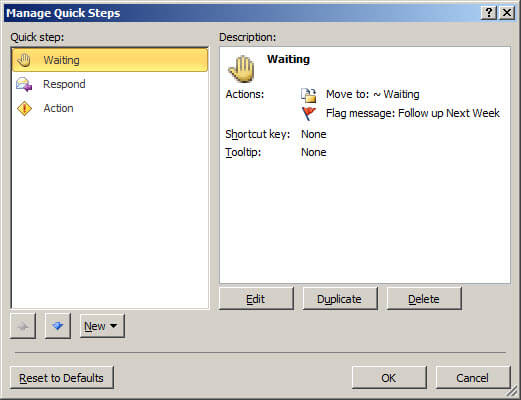 Manage Quick Steps
Quick step:
Waiting
Respond
Action
Description:
Waiting
Actions: Move to: ~ Waiting
Flag message: Follow up Next Week
Shortcut key: None
Tooltip: None
Edit Duplicate Delete
New
Reset to Defaults OK Cancel